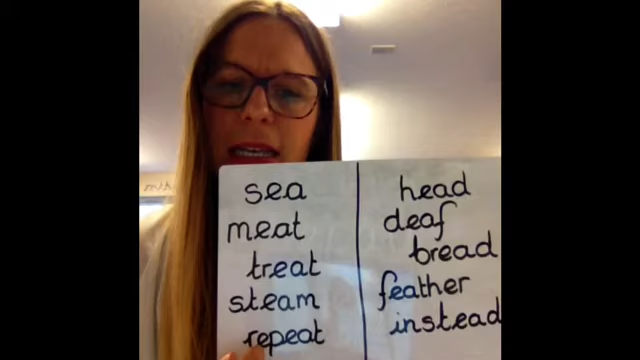 sea
meat
treat
steam
repeat
head
deaf
bread
feather
instead